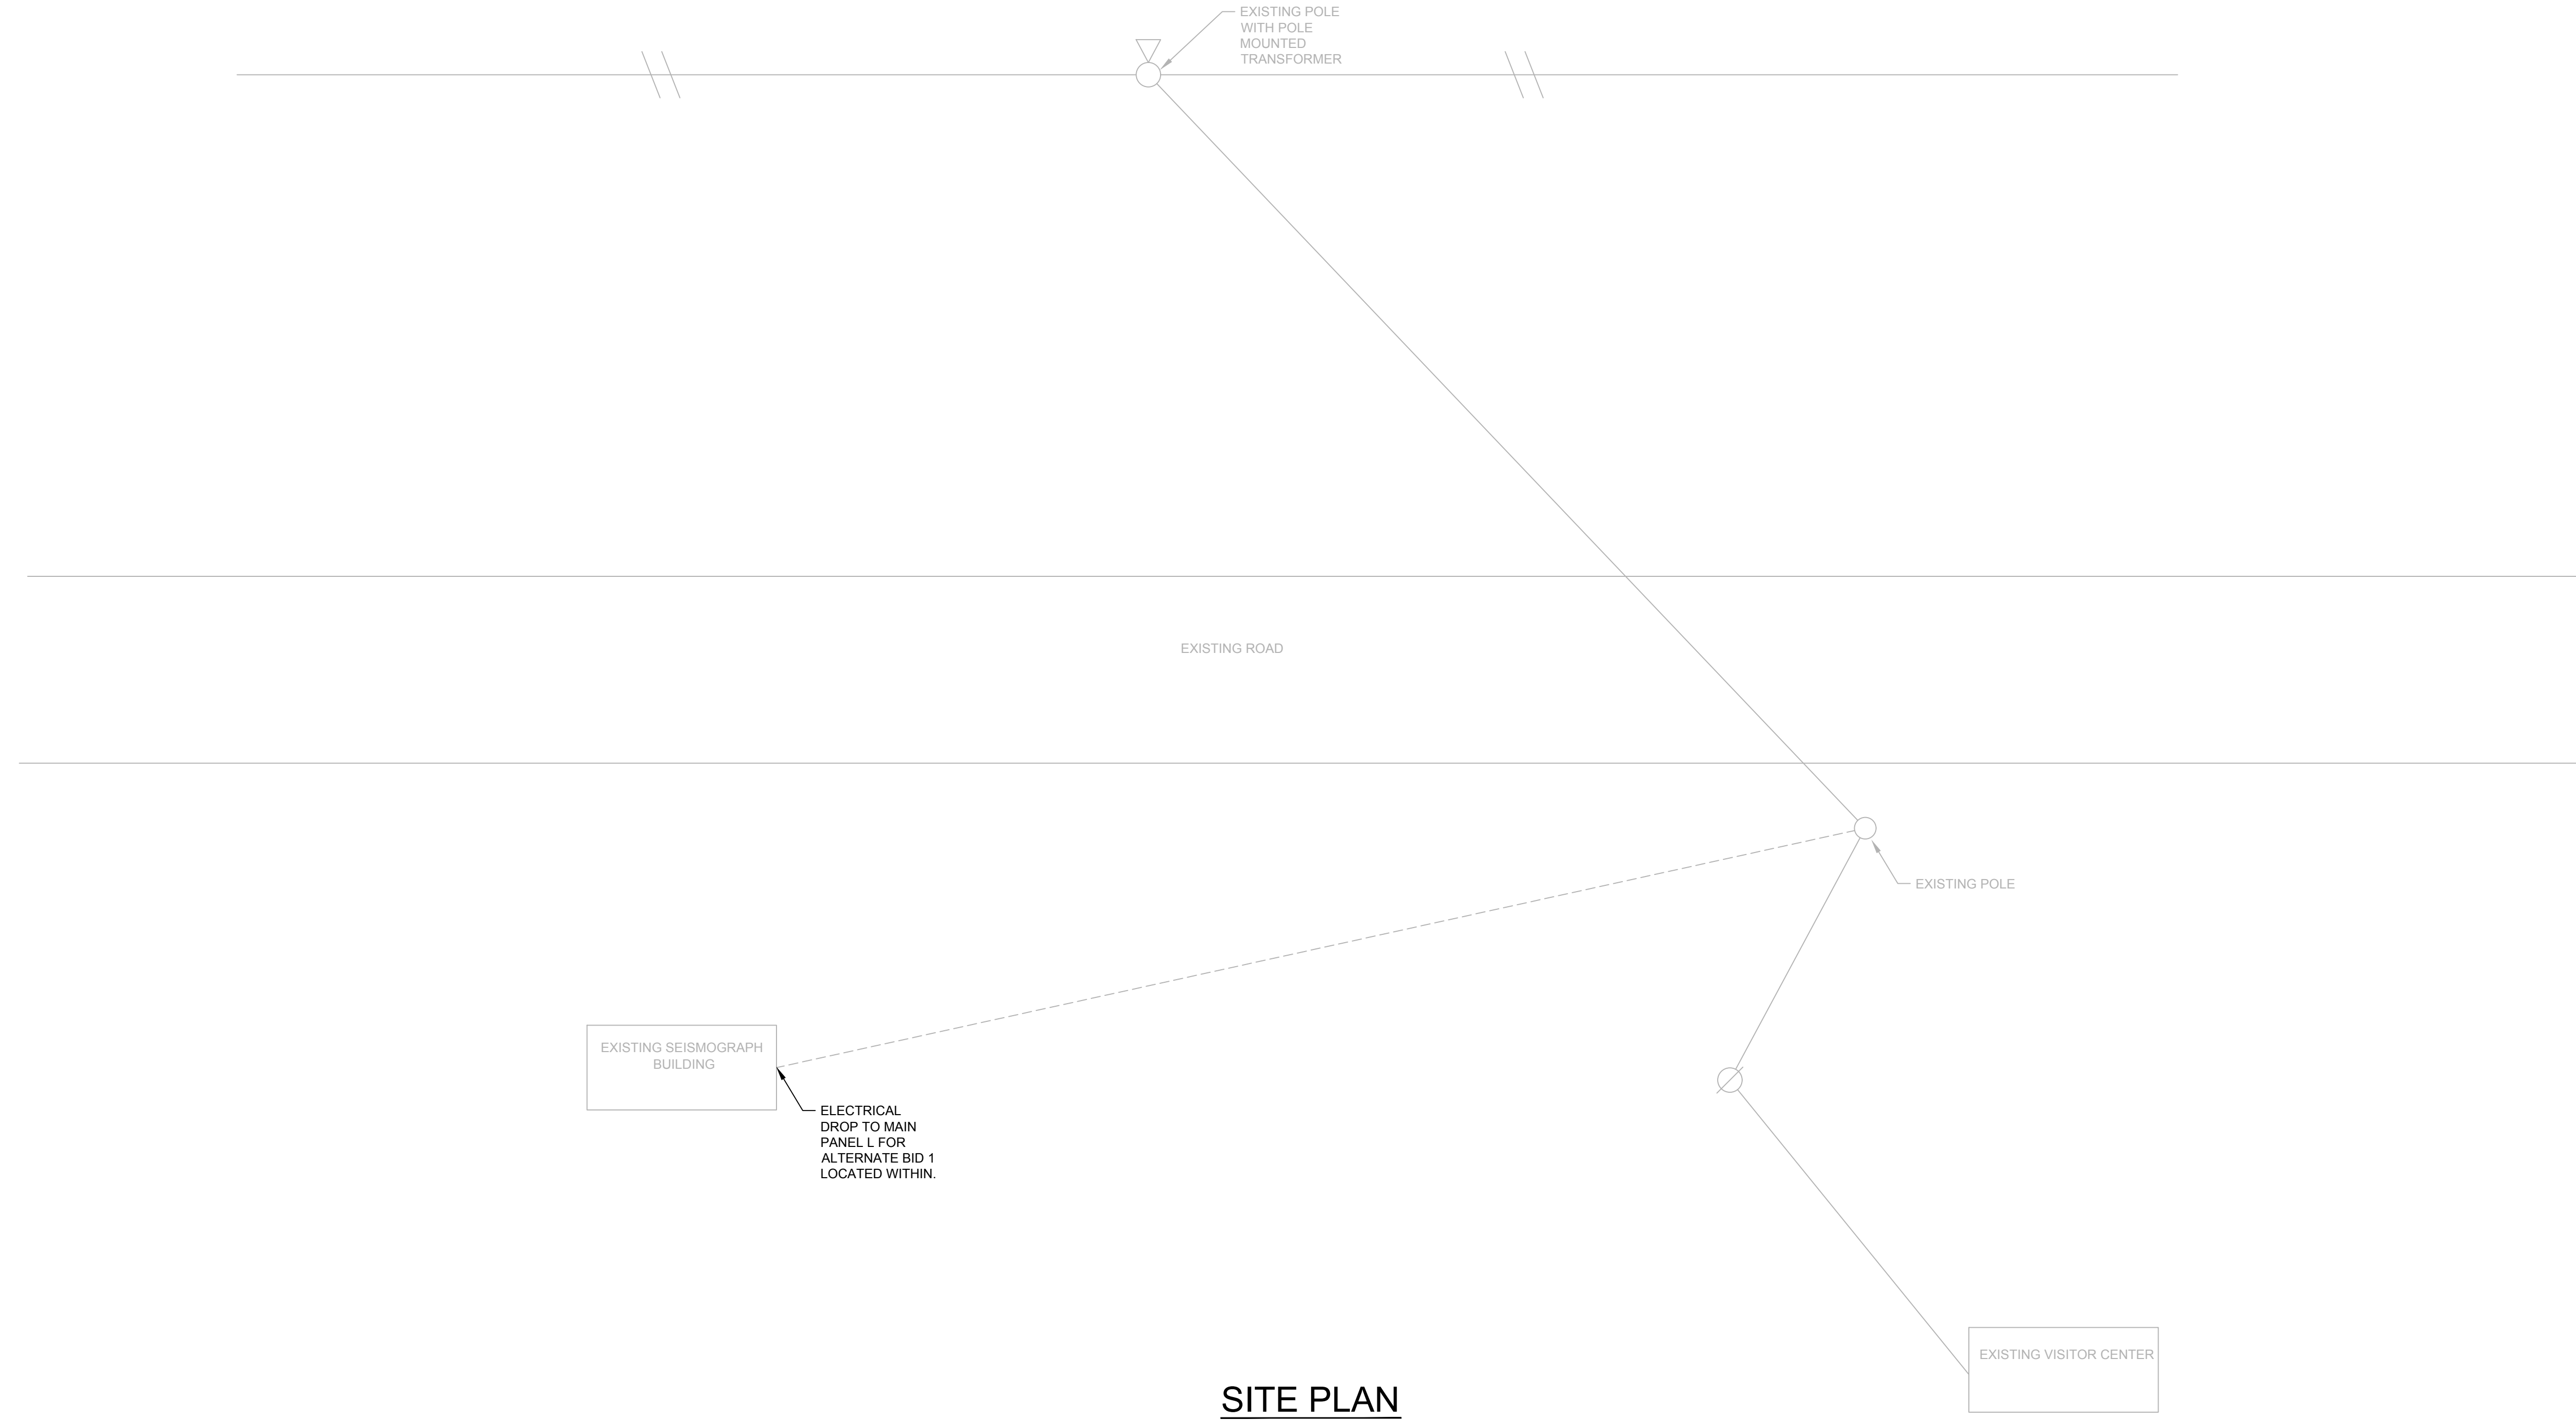 EXISTING POLE
WITH POLE
MOUNTED
TRANSFORMER
EXISTING ROAD
EXISTING POLE
EXISTING SEISMOGRAPH
BUILDING
ELECTRICAL
DROP TO MAIN
PANEL L FOR
ALTERNATE BID 1
LOCATED WITHIN.
EXISTING VISITOR CENTER
SITE PLAN